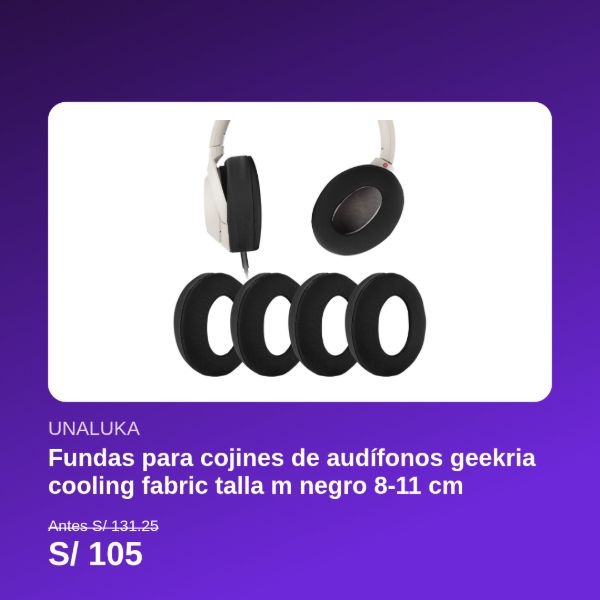 UNALUKA
Fundas para cojines de audífonos geekria
cooling fabric talla m negro 8-11 cm
Antes S/ 131.25
S/ 105